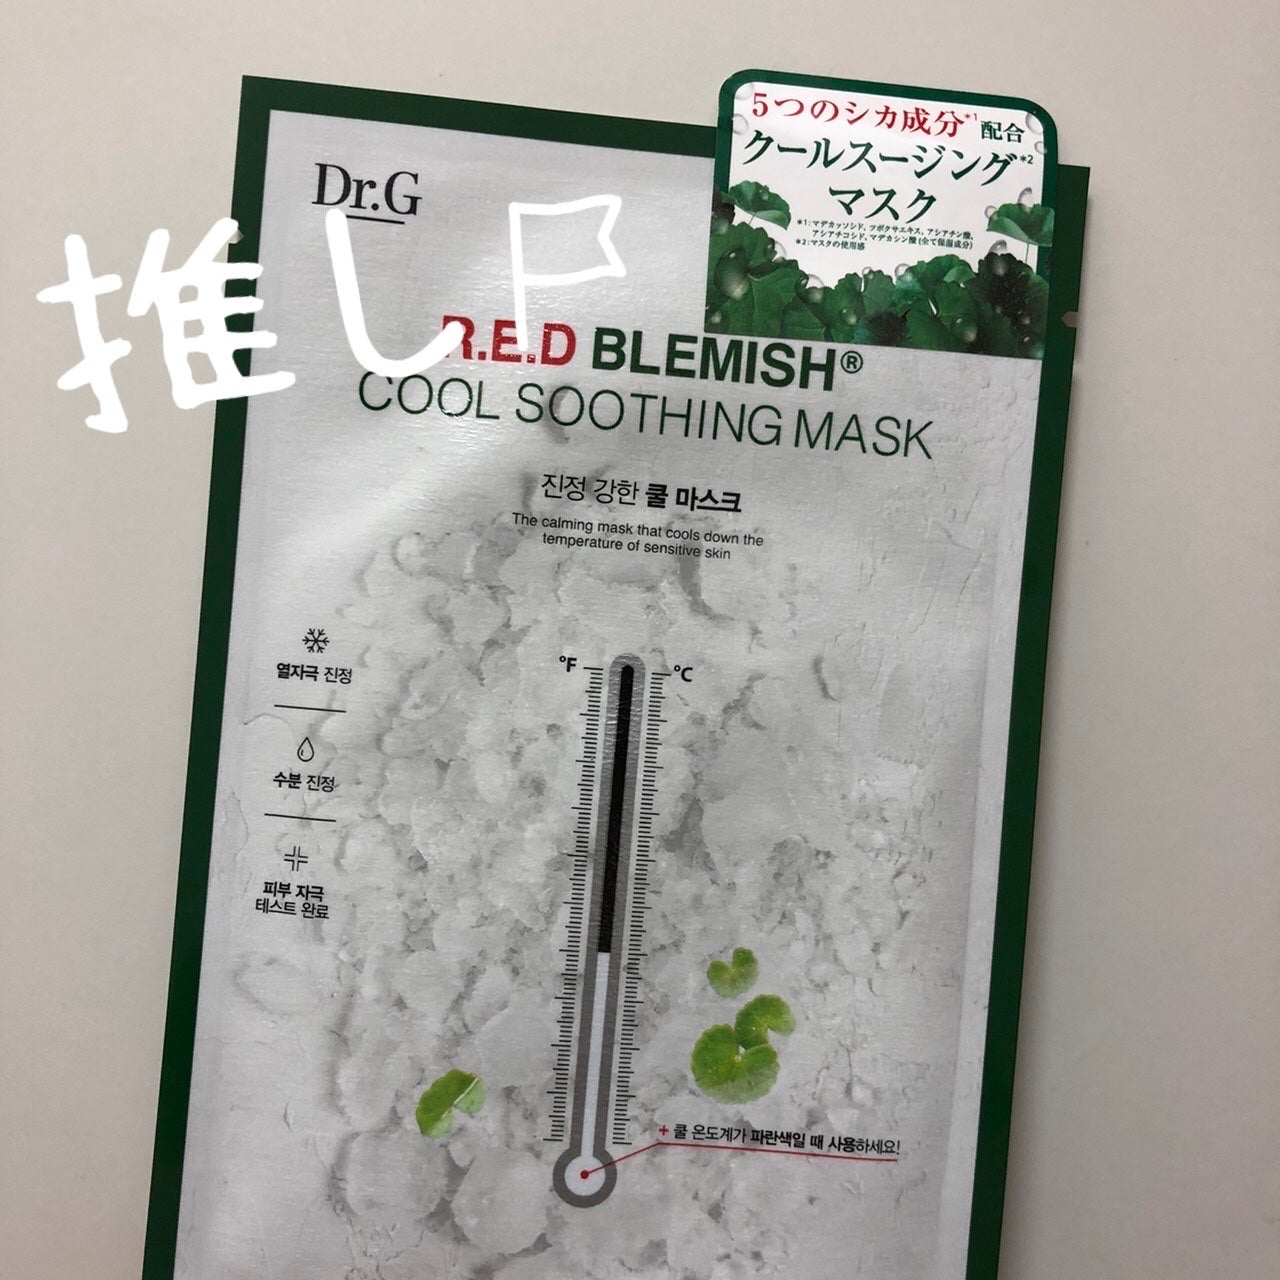 Dr.G
推し
5つのシカ成分*1 配合
クールスージング*2
マスク
*1:マデカッソシド、ツボクサエキス、アシアチン酸、
アシアチコシド、マデカシン酸(全て保湿成分)
*2:マスクの使用感
R.E.D BLEMISH®
COOL SOOTHING MASK
진정 강한 쿨 마스크
The calming mask that cools down the
temperature of sensitive skin
열자극 진정
수분 진정
피부 자극
테스트 완료
°F °C
+ 쿨 온도계가 파란색일 때 사용하세요!